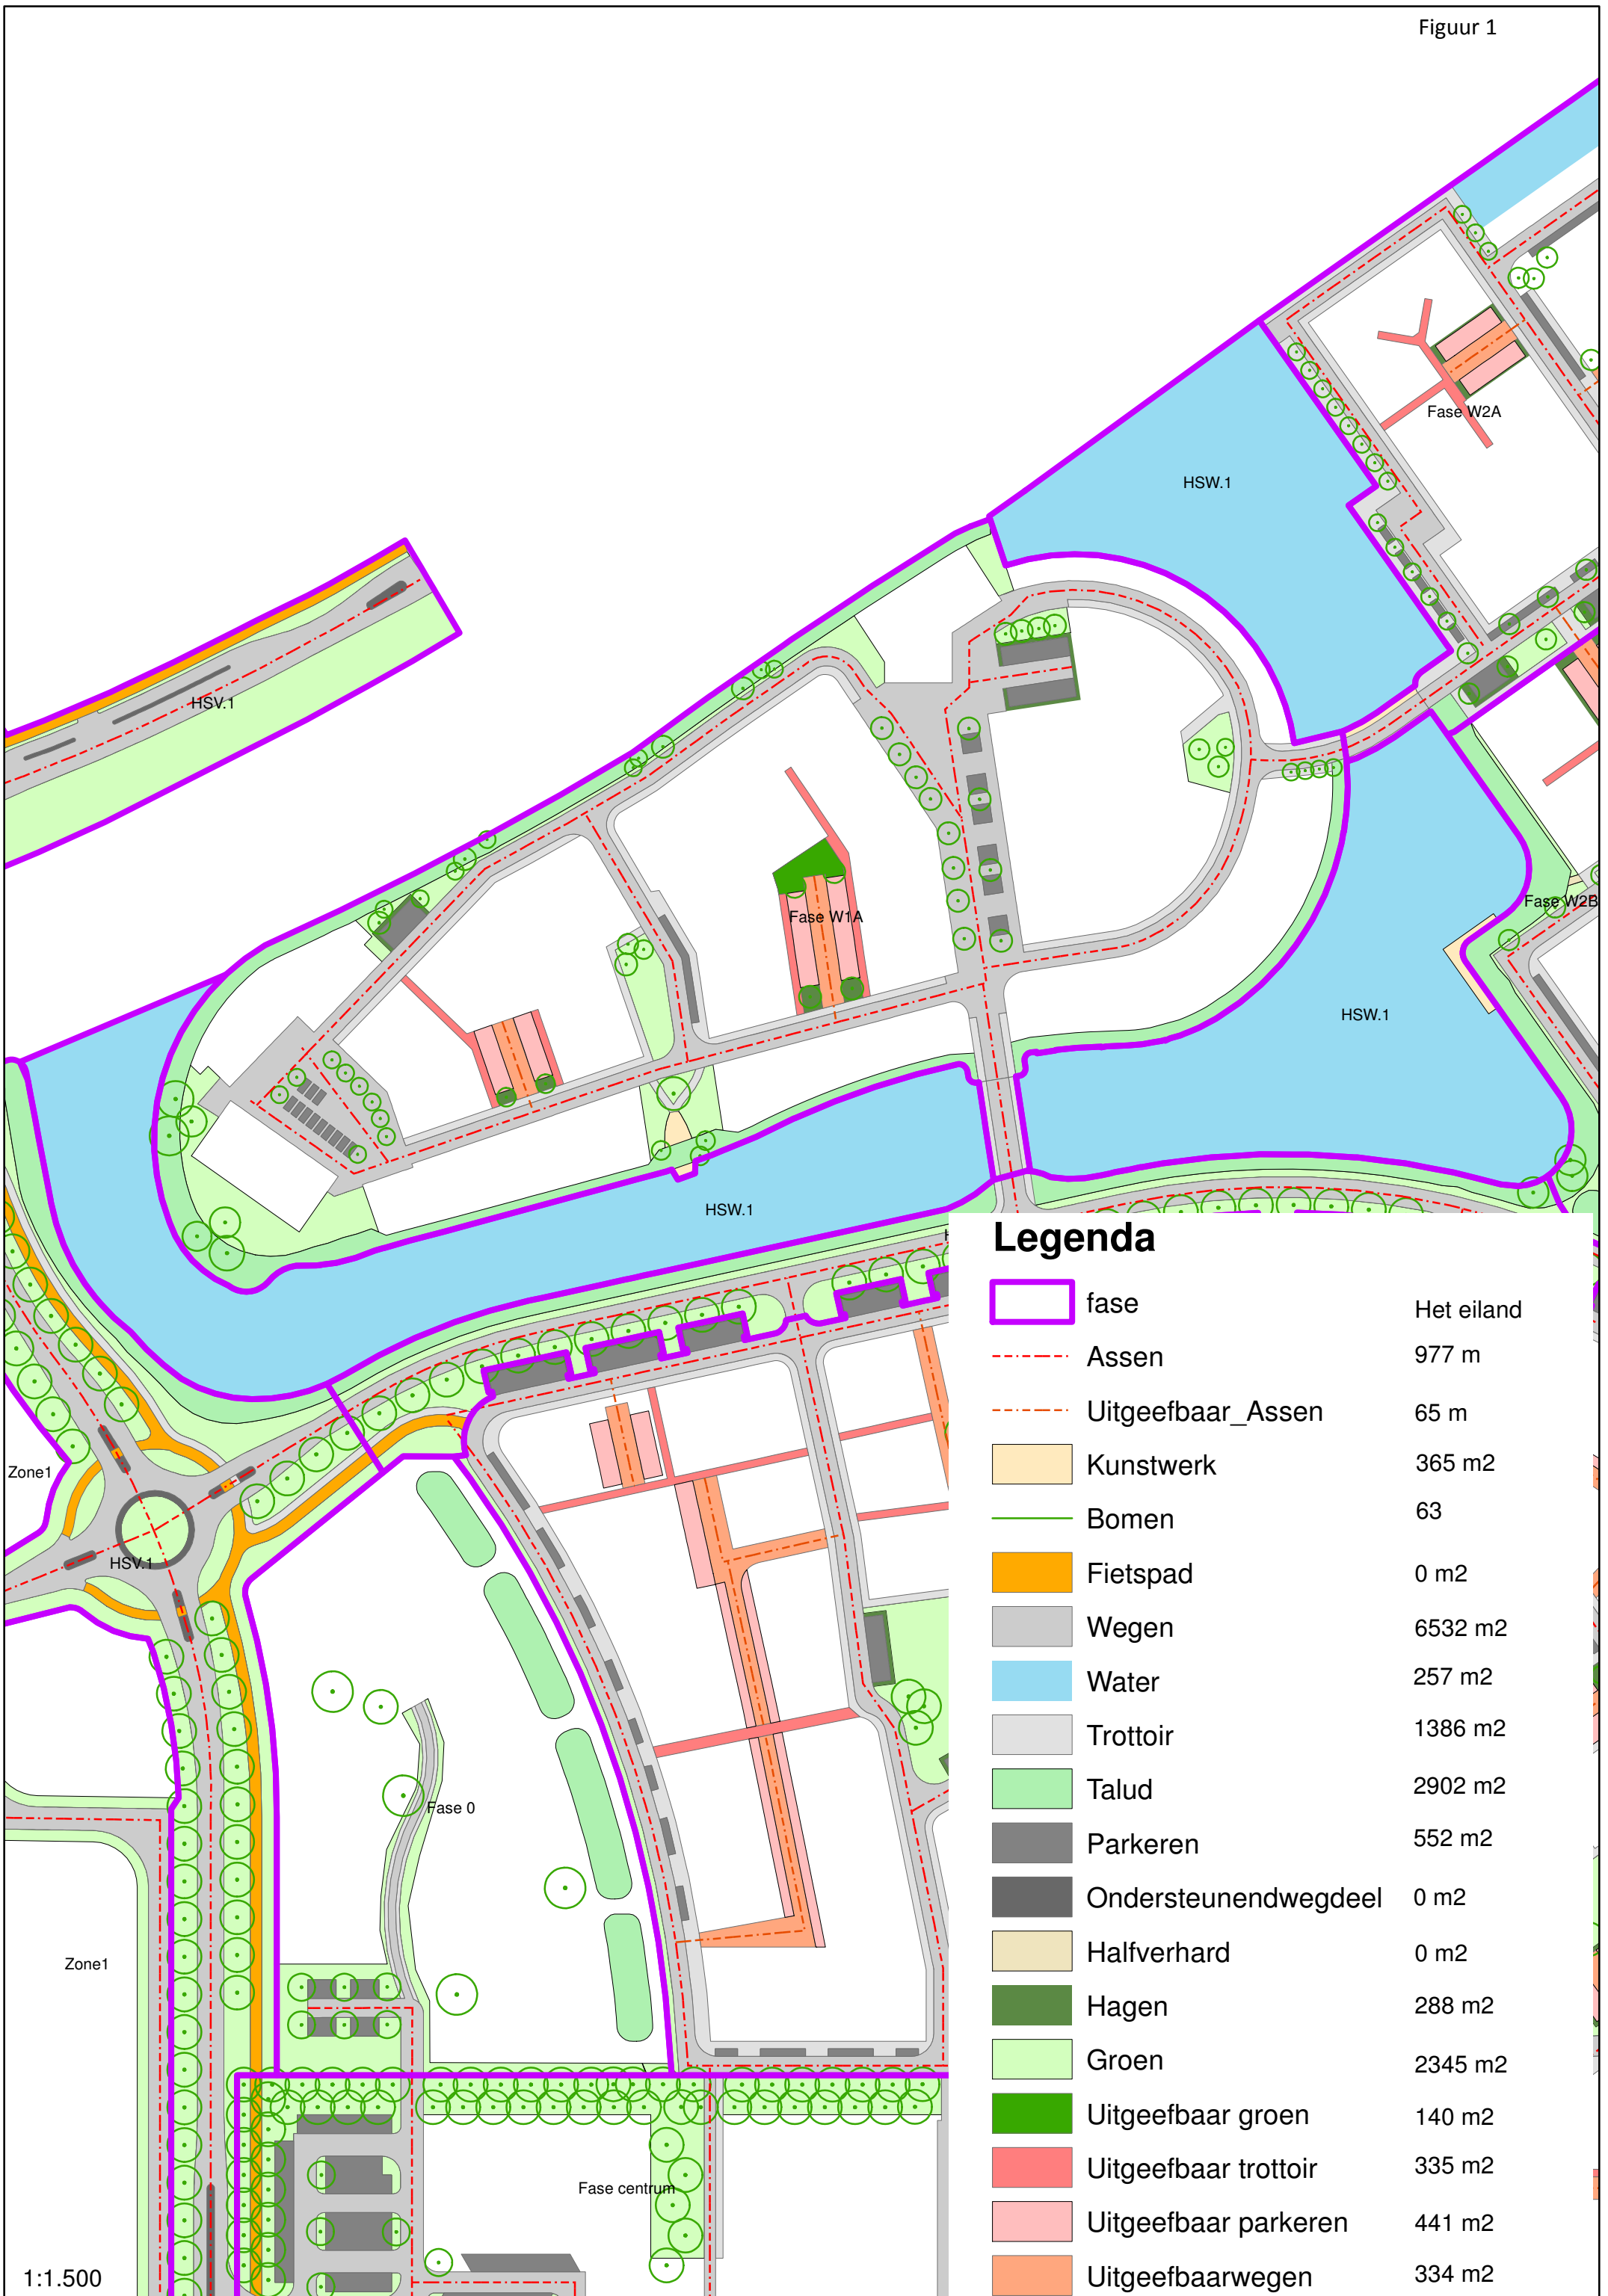 Figuur 1
Fase W2A
HSW.1
HSV.1
Fase W1A
Fase W2B
HSW.1
HSW.1
Legenda
fase Het eiland
Assen 977 m
Uitgeefbaar_Assen 65 m
Kunstwerk 365 m2
Bomen 63
Fietspad 0 m2
Wegen 6532 m2
Water 257 m2
Trottoir 1386 m2
Talud 2902 m2
Parkeren 552 m2
Ondersteunendwegdeel 0 m2
Halfverhard 0 m2
Hagen 288 m2
Groen 2345 m2
Uitgeefbaar groen 140 m2
Uitgeefbaar trottoir 335 m2
Uitgeefbaar parkeren 441 m2
Uitgeefbaarwegen 334 m2
Zone1
HSV.1
Fase 0
Zone1
Fase centrum
1:1.500